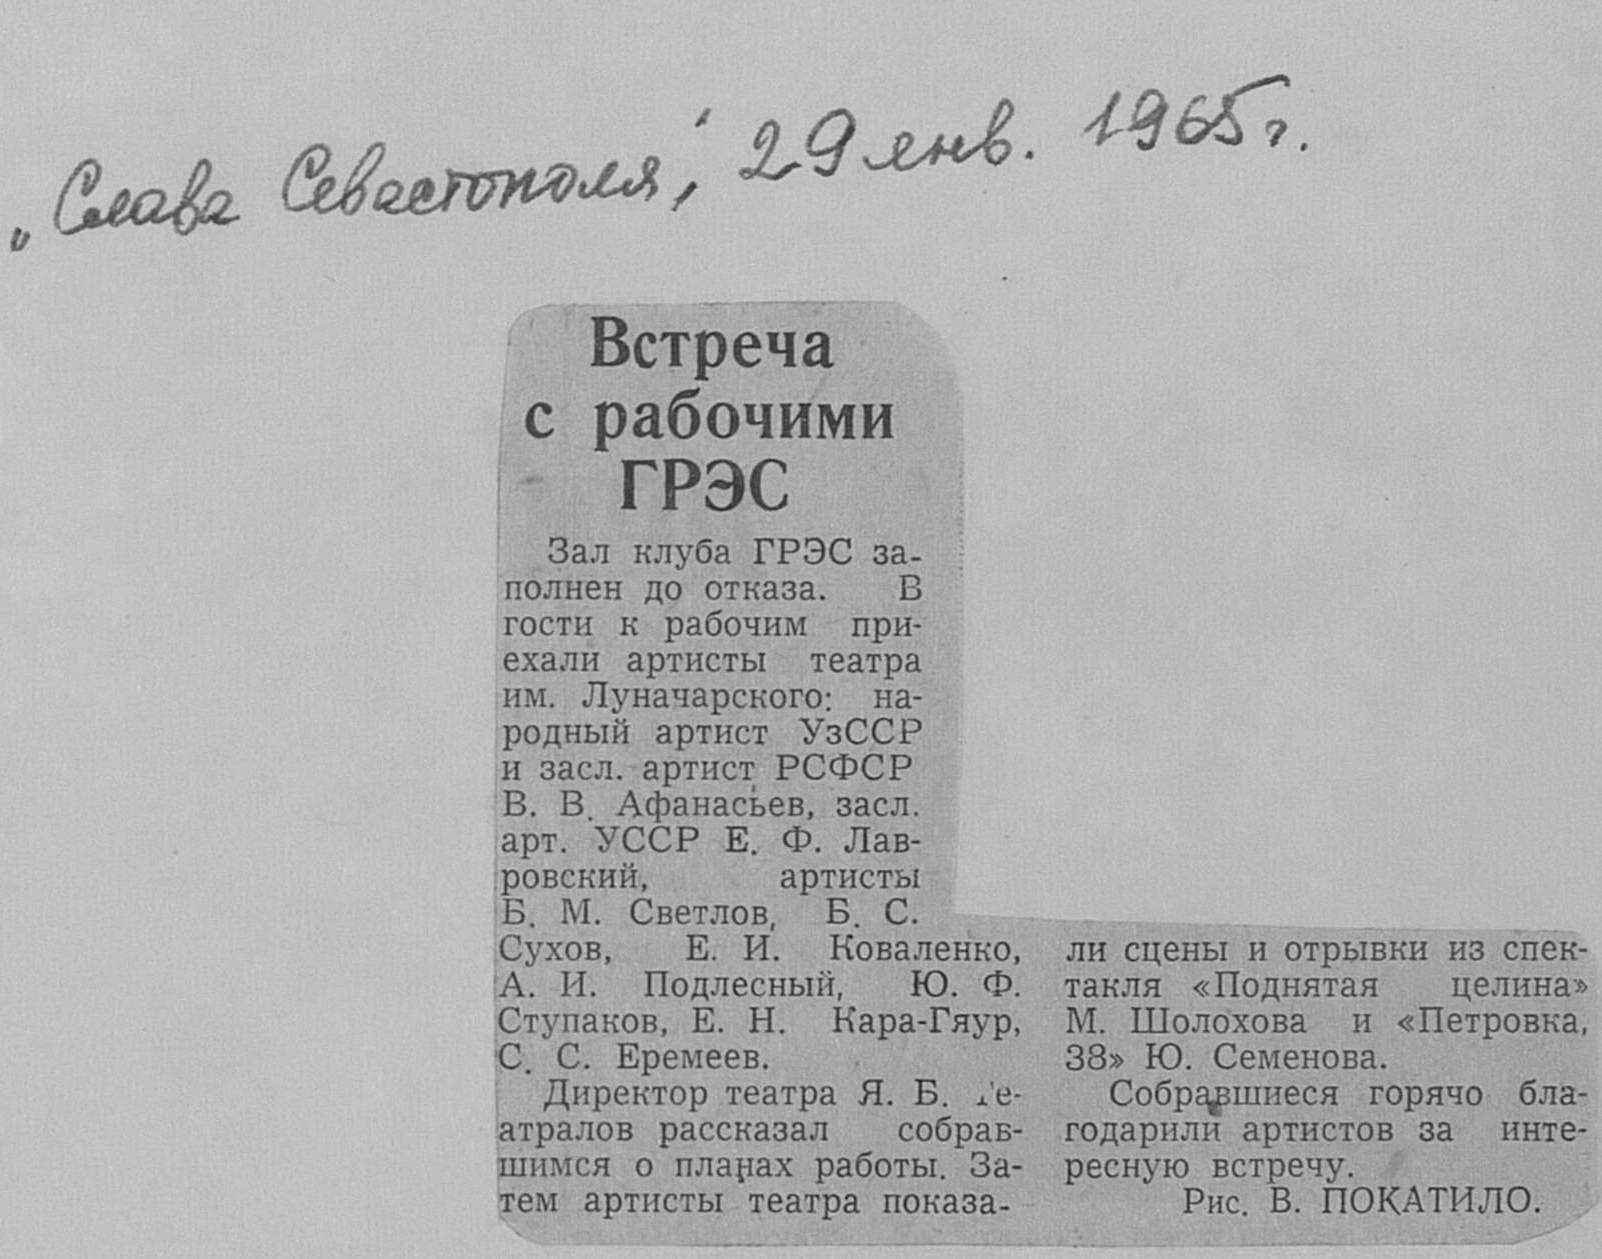 „Слава Севастополя", 29 янв. 1965 г.
Встреча
с рабочими
ГРЭС
Зал клуба ГРЭС за-
полнен до отказа. В
гости к рабочим при-
ехали артисты театра
им. Луначарского: на-
родный артист УзССР
и засл. артист РСФСР
В. В. Афанасьев, засл.
арт. УССР Е. Ф. Лав-
ровский, артисты
Б. М. Светлов, Б. С.
Сухов, Е. И. Коваленко,
А. И. Подлесный, Ю. Ф.
Ступаков, Е. Н. Кара-Гяур,
С. С. Еремеев.
Директор театра Я. Б. Те-
атралов рассказал собрав-
шимся о планах работы. За-
тем артисты театра показа-
ли сцены и отрывки из спек-
такля «Поднятая целина»
М. Шолохова и «Петровка,
38» Ю. Семенова.
Собравшиеся горячо бла-
годарили артистов за инте-
ресную встречу.
Рис. В. ПОКАТИЛО.